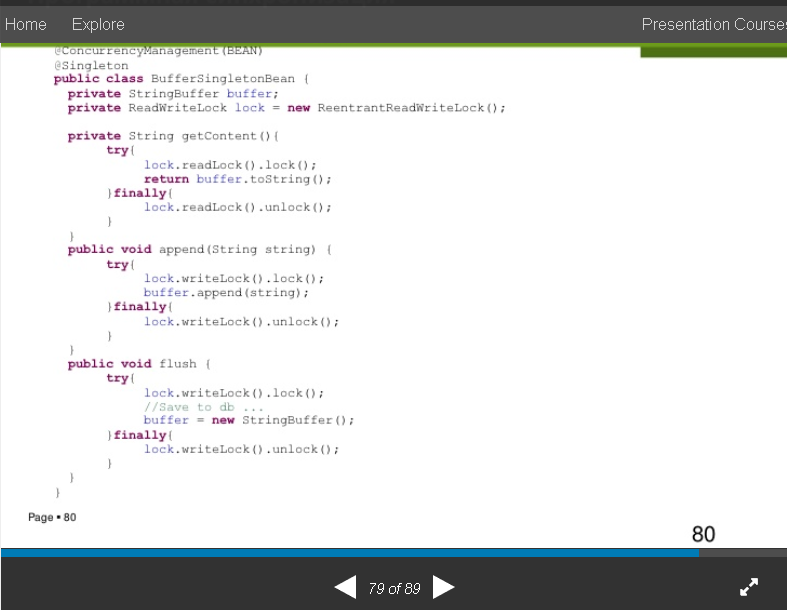 Home Explore Presentation Courses
@ConcurrencyManagement(BEAN)
@Singleton
public class BufferSingletonBean {
private StringBuffer buffer;
private ReadWriteLock lock = new ReentrantReadWriteLock();
private String getContent(){
try{
lock.readLock().lock();
return buffer.toString();
}finally{
lock.readLock().unlock();
}
}
public void append(String string) {
try{
lock.writeLock().lock();
buffer.append(string);
}finally{
lock.writeLock().unlock();
}
}
public void flush {
try{
lock.writeLock().lock();
//Save to db ...
buffer = new StringBuffer();
}finally{
lock.writeLock().unlock();
}
}
}
Page ▪ 80
80
79 of 89